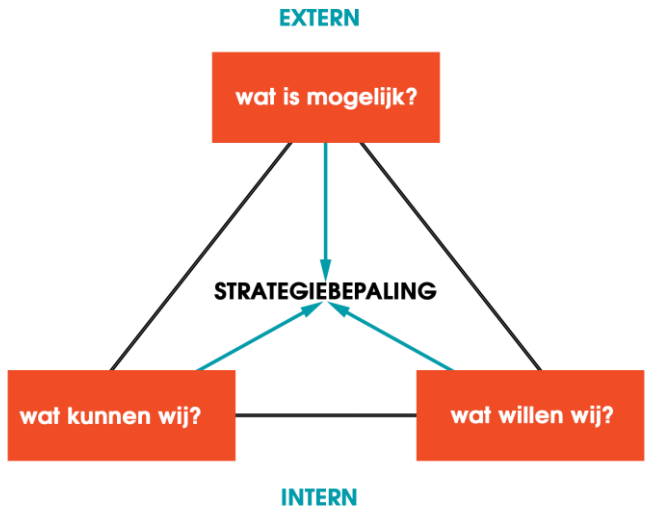 EXTERN
wat is mogelijk?
STRATEGIEBEPALING
wat kunnen wij?
wat willen wij?
INTERN